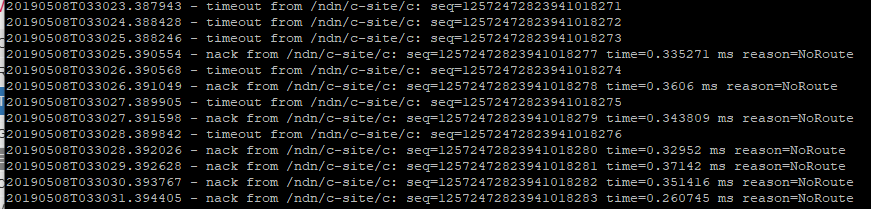 20190508T033023.387943 - timeout from /ndn/c-site/c: seq=12572472823941018271
20190508T033024.388428 - timeout from /ndn/c-site/c: seq=12572472823941018272
20190508T033025.388246 - timeout from /ndn/c-site/c: seq=12572472823941018273
20190508T033025.390554 - nack from /ndn/c-site/c: seq=12572472823941018277 time=0.335271 ms reason=NoRoute
20190508T033026.390568 - timeout from /ndn/c-site/c: seq=12572472823941018274
20190508T033026.391049 - nack from /ndn/c-site/c: seq=12572472823941018278 time=0.3606 ms reason=NoRoute
20190508T033027.389905 - timeout from /ndn/c-site/c: seq=12572472823941018275
20190508T033027.391598 - nack from /ndn/c-site/c: seq=12572472823941018279 time=0.343809 ms reason=NoRoute
20190508T033028.389842 - timeout from /ndn/c-site/c: seq=12572472823941018276
20190508T033028.392026 - nack from /ndn/c-site/c: seq=12572472823941018280 time=0.32952 ms reason=NoRoute
20190508T033029.392628 - nack from /ndn/c-site/c: seq=12572472823941018281 time=0.37142 ms reason=NoRoute
20190508T033030.393767 - nack from /ndn/c-site/c: seq=12572472823941018282 time=0.351416 ms reason=NoRoute
20190508T033031.394405 - nack from /ndn/c-site/c: seq=12572472823941018283 time=0.260745 ms reason=NoRoute